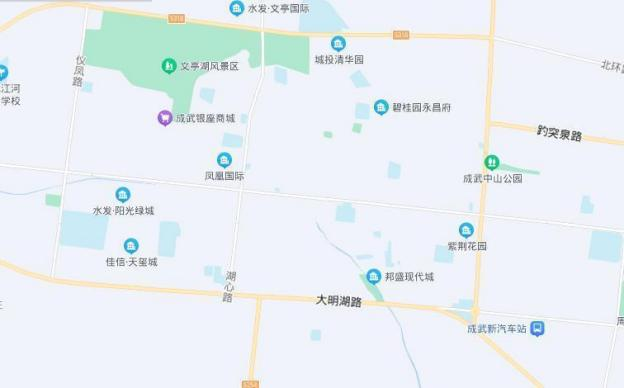 水发·文亭国际
S318
S318
城投清华园
北环路
仪凤路
文亭湖风景区
江河
学校
碧桂园永昌府
成武银座商城
趵突泉路
凤凰国际
成武中山公园
水发·阳光绿城
紫荆花园
佳信·天玺城
湖心路
邦盛现代城
大明湖路
成武新汽车站